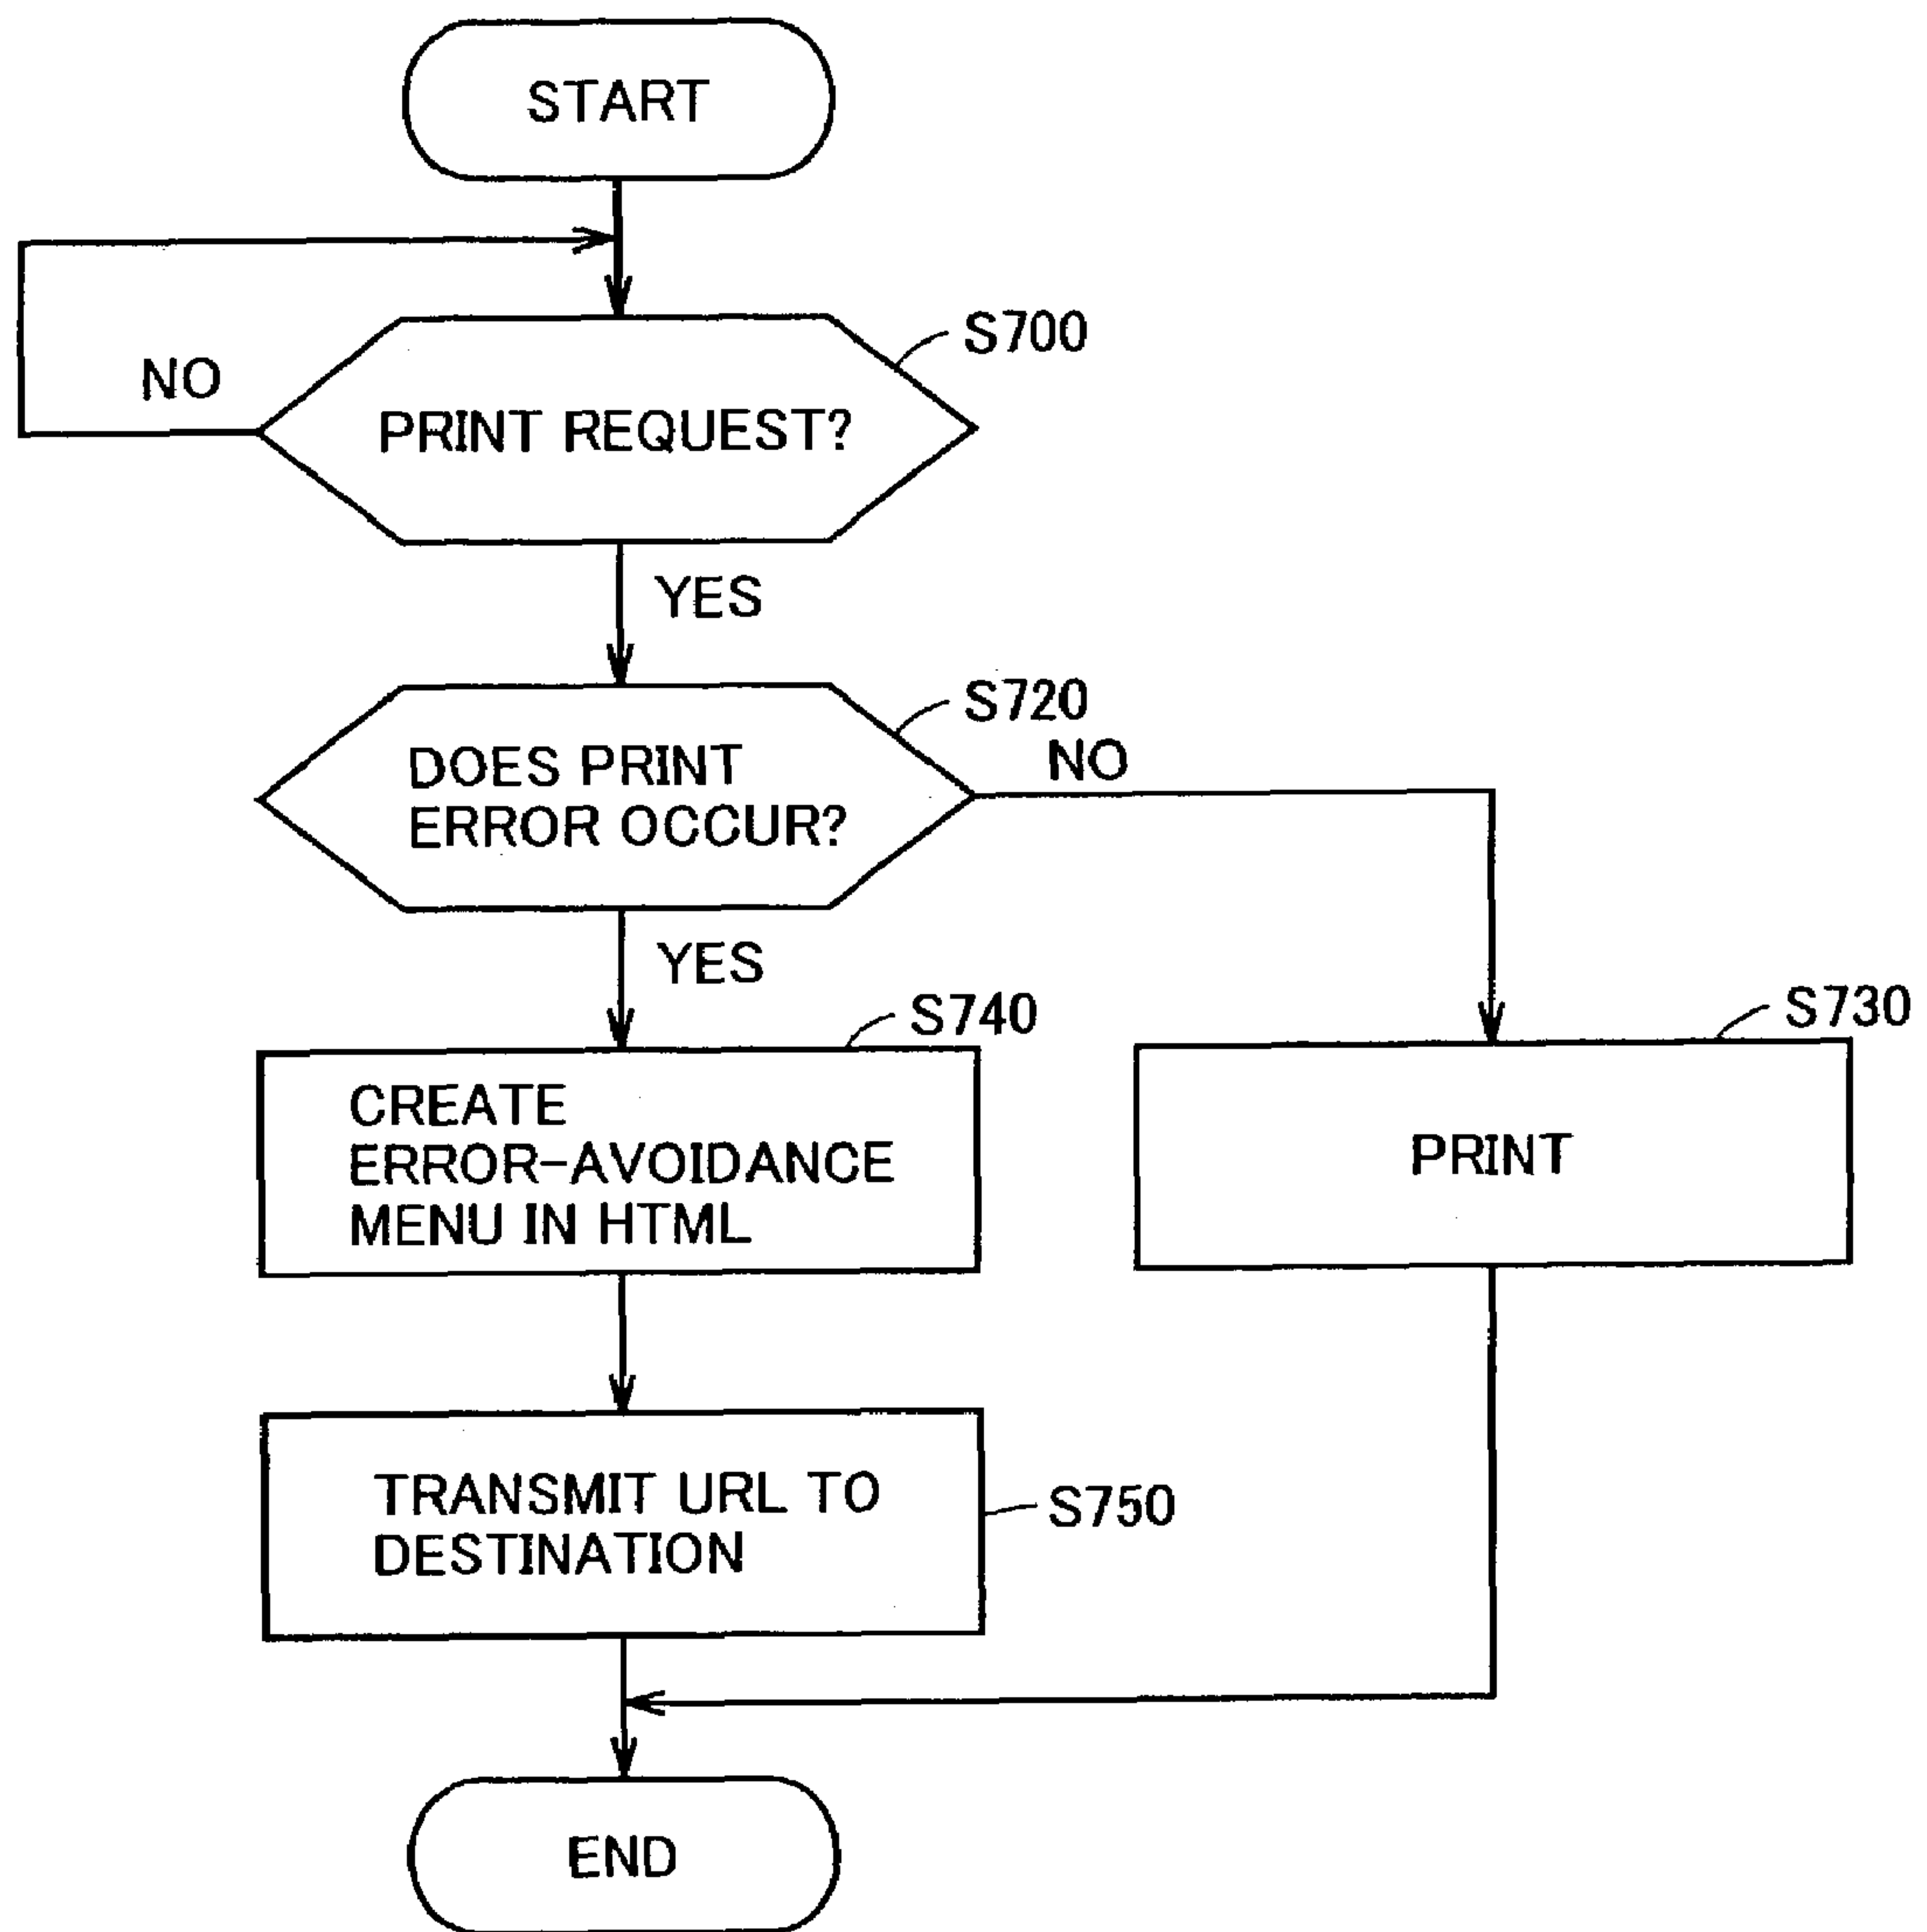 START
S700
NO
PRINT REQUEST?
YES
S720
NO
DOES PRINT
ERROR OCCUR?
YES
S740
S730
CREATE
ERROR-AVOIDANCE
MENU IN HTML
PRINT
TRANSMIT URL TO
DESTINATION
S750
END